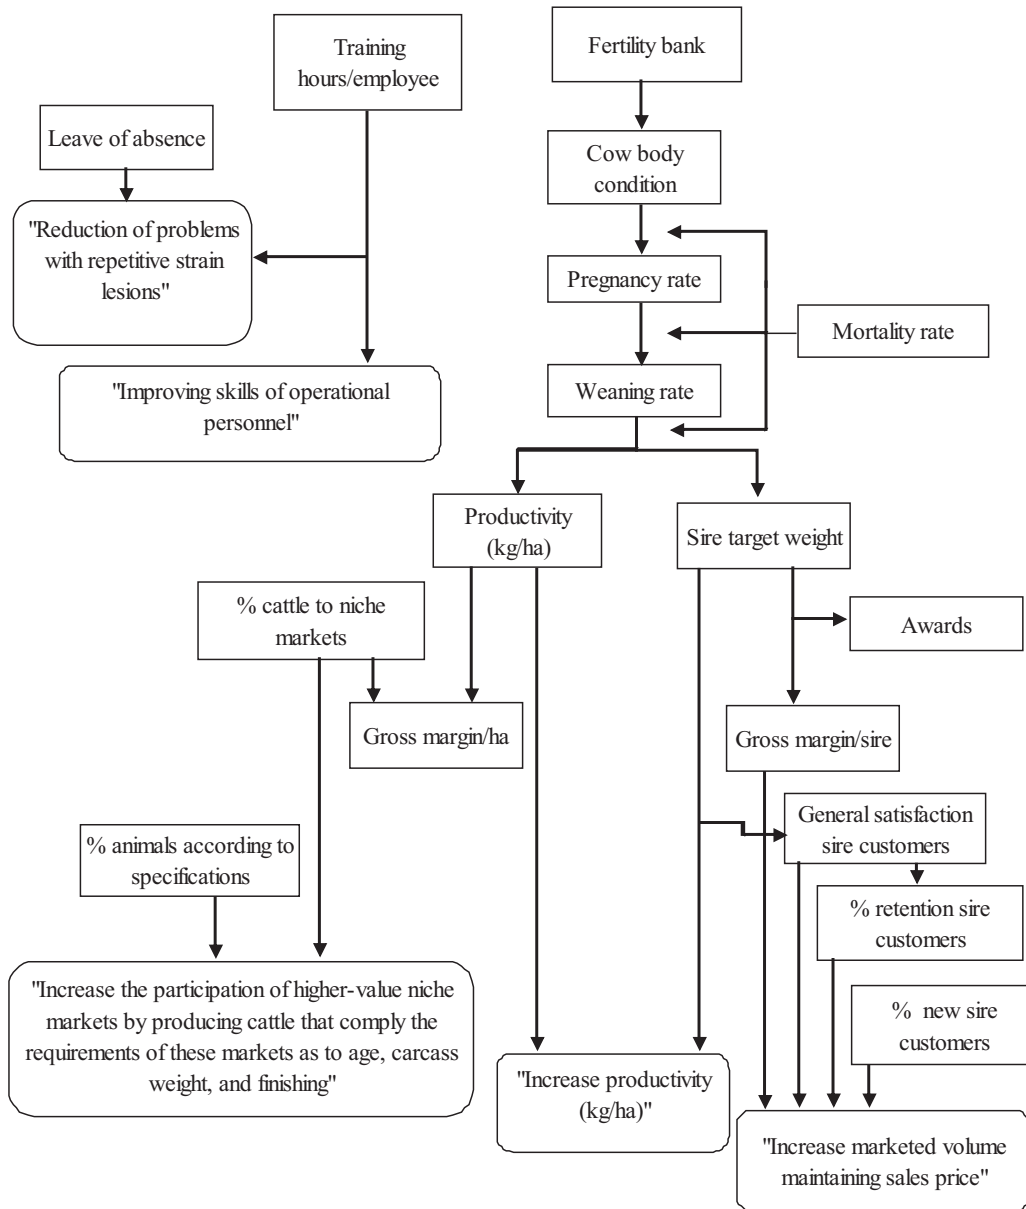 Training
hours/employee
Fertility bank
Leave of absence
Cow body
condition
"Reduction of problems
with repetitive strain
lesions"
Pregnancy rate
Mortality rate
"Improving skills of operational
personnel"
Weaning rate
Productivity
(kg/ha)
Sire target weight
% cattle to niche
markets
Awards
Gross margin/ha
Gross margin/sire
% animals according to
specifications
General satisfaction
sire customers
% retention sire
customers
"Increase the participation of higher-value niche
markets by producing cattle that comply the
requirements of these markets as to age, carcass
weight, and finishing"
% new sire
customers
"Increase productivity
(kg/ha)"
"Increase marketed volume
maintaining sales price"